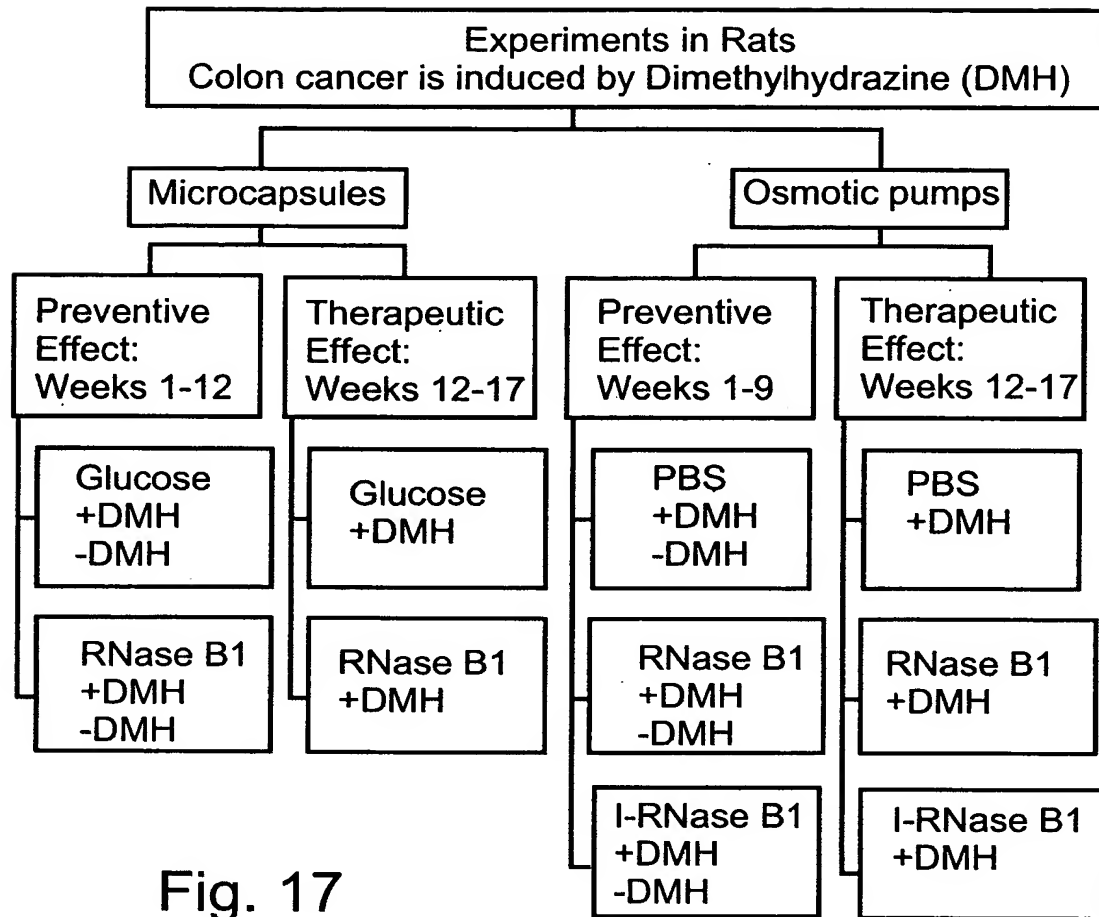 Experiments in Rats
Colon cancer is induced by Dimethylhydrazine (DMH)
Microcapsules
Osmotic pumps
Preventive
Effect:
Weeks 1-12
Therapeutic
Effect:
Weeks 12-17
Preventive
Effect:
Weeks 1-9
Therapeutic
Effect:
Weeks 12-17
Glucose
+DMH
-DMH
Glucose
+DMH
PBS
+DMH
-DMH
PBS
+DMH
RNase B1
+DMH
-DMH
RNase B1
+DMH
RNase B1
+DMH
-DMH
RNase B1
+DMH
I-RNase B1
+DMH
-DMH
I-RNase B1
+DMH
Fig. 17